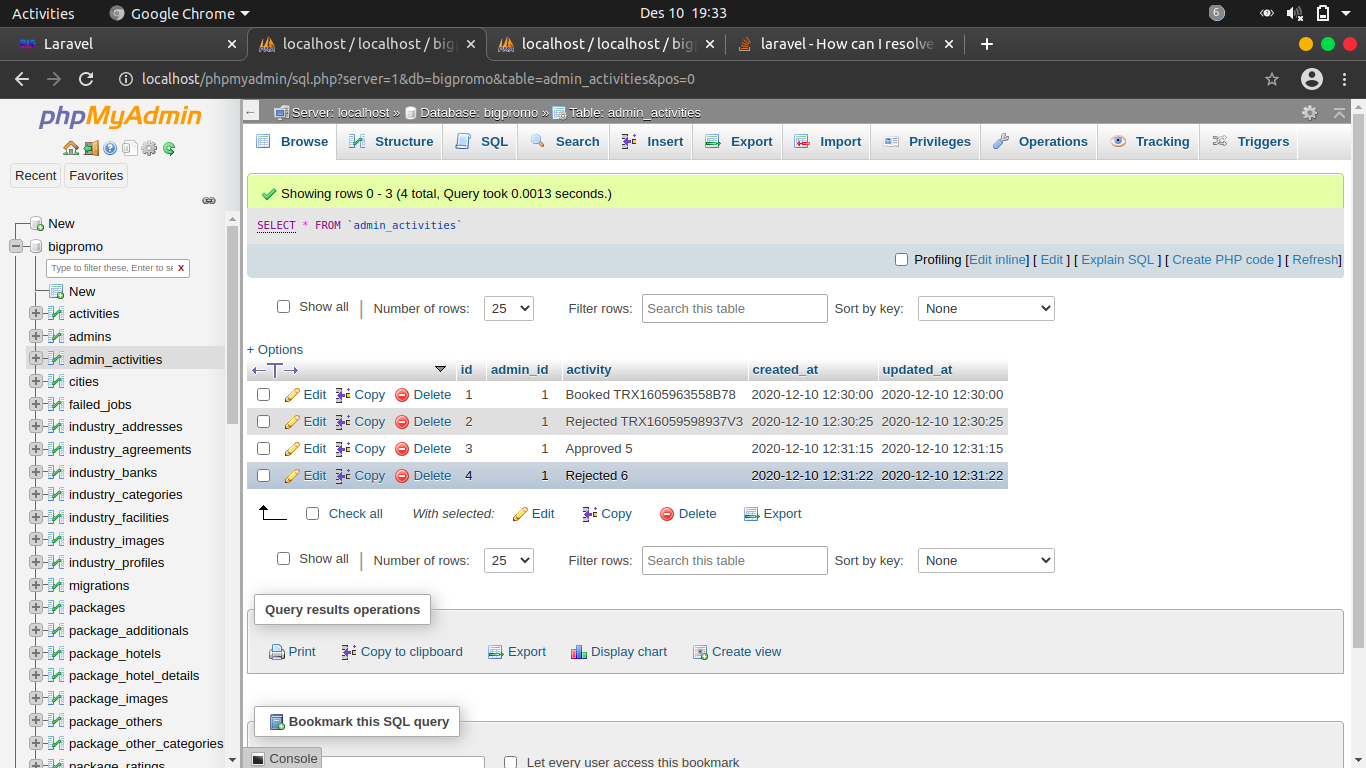 Activities
Google Chrome
Des 10 19:33
6
Laravel
localhost / localhost / big
localhost / localhost / big
laravel - How can I resolve
localhost/phpmyadmin/sql.php?server=1&db=bigpromo&table=admin_activities&pos=0
phpMyAdmin
Recent
Favorites
New
bigpromo
Type to filter these, Enter to se X
New
activities
admins
admin_activities
cities
failed_jobs
industry_addresses
industry_agreements
industry_banks
industry_categories
industry_facilities
industry_images
industry_profiles
migrations
packages
package_additionals
package_hotels
package_hotel_details
package_images
package_others
package_other_categories
package_ratings
Server: localhost » Database: bigpromo » Table: admin_activities
Browse Structure SQL Search Insert Export Import Privileges Operations Tracking Triggers
Showing rows 0 - 3 (4 total, Query took 0.0013 seconds.)
SELECT * FROM `admin_activities`
Profiling [Edit inline] [ Edit ] [ Explain SQL ] [ Create PHP code ] [ Refresh]
Show all | Number of rows: 25 Filter rows: Search this table Sort by key: None
+ Options
id admin_id activity created_at updated_at
Edit Copy Delete 1 1 Booked TRX1605963558B78 2020-12-10 12:30:00 2020-12-10 12:30:00
Edit Copy Delete 2 1 Rejected TRX16059598937V3 2020-12-10 12:30:25 2020-12-10 12:30:25
Edit Copy Delete 3 1 Approved 5 2020-12-10 12:31:15 2020-12-10 12:31:15
Edit Copy Delete 4 1 Rejected 6 2020-12-10 12:31:22 2020-12-10 12:31:22
Check all With selected: Edit Copy Delete Export
Show all | Number of rows: 25 Filter rows: Search this table Sort by key: None
Query results operations
Print Copy to clipboard Export Display chart Create view
Bookmark this SQL query
Console
Let every user access this bookmark